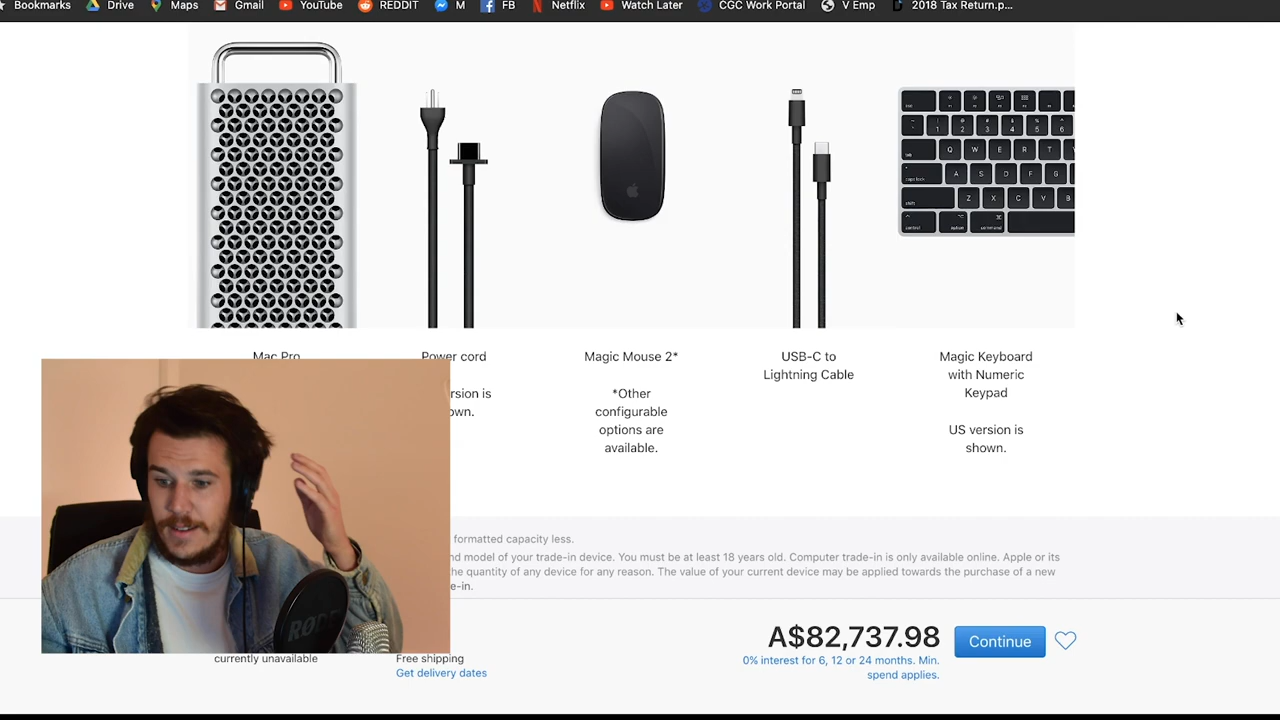 Bookmarks Drive Maps Gmail YouTube REDDIT M FB Netflix Watch Later CGC Work Portal V Emp 2018 Tax Return.p...
Mac Pro
Power cord
rsion is
own.
Magic Mouse 2*
*Other
configurable
options are
available.
USB-C to
Lightning Cable
Magic Keyboard
with Numeric
Keypad
US version is
shown.
formatted capacity less.
nd model of your trade-in device. You must be at least 18 years old. Computer trade-in is only available online. Apple or its
the quantity of any device for any reason. The value of your current device may be applied towards the purchase of a new
e-in.
currently unavailable
Free shipping
Get delivery dates
A$82,737.98
0% interest for 6, 12 or 24 months. Min.
spend applies.
Continue
RODE